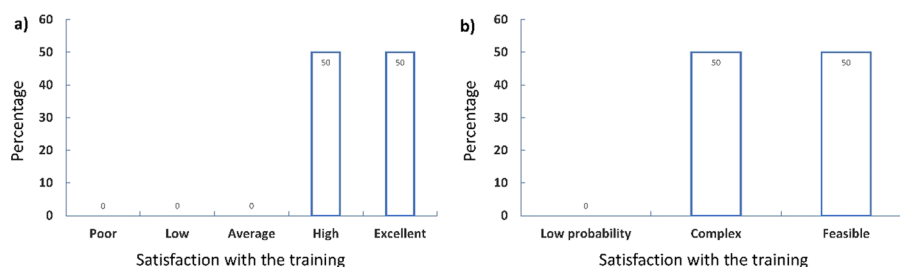 a)
Percentage
60
50
40
30
20
10
0
0
0
0
50
50
Poor
Low
Average
High
Excellent
Satisfaction with the training
b)
Percentage
60
50
40
30
20
10
0
0
50
50
Low probability
Complex
Feasible
Satisfaction with the training